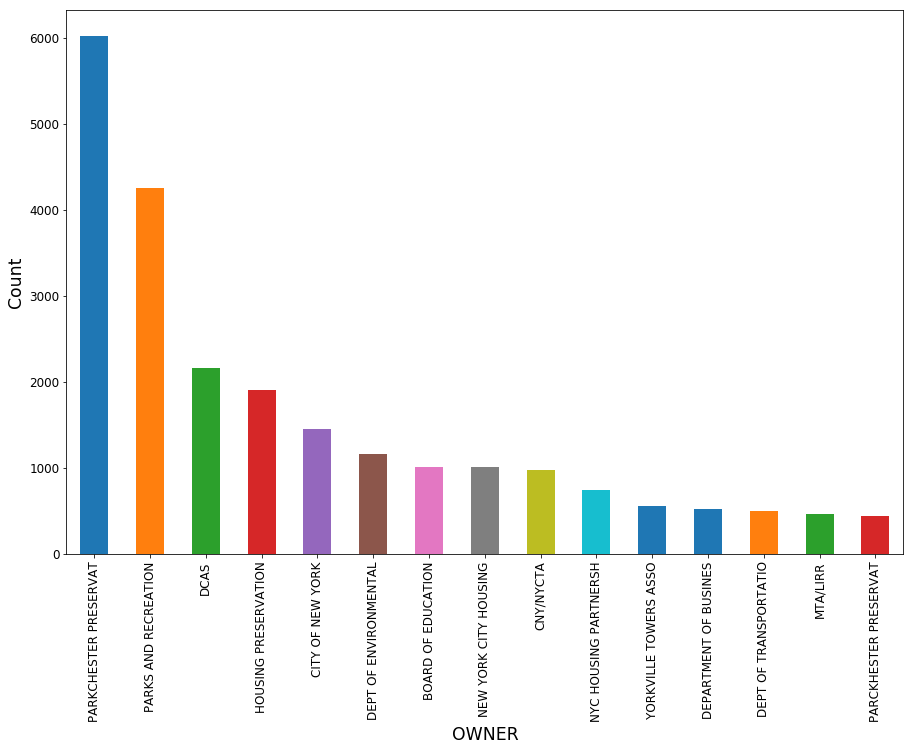 6000
5000
4000
3000
2000
1000
0
Count
PARKCHESTER PRESERVAT
PARKS AND RECREATION
DCAS
HOUSING PRESERVATION
CITY OF NEW YORK
DEPT OF ENVIRONMENTAL
BOARD OF EDUCATION
NEW YORK CITY HOUSING
CNY/NYCTA
NYC HOUSING PARTNERSH
YORKVILLE TOWERS ASSO
DEPARTMENT OF BUSINES
DEPT OF TRANSPORTATIO
MTA/LIRR
PARCKHESTER PRESERVAT
OWNER